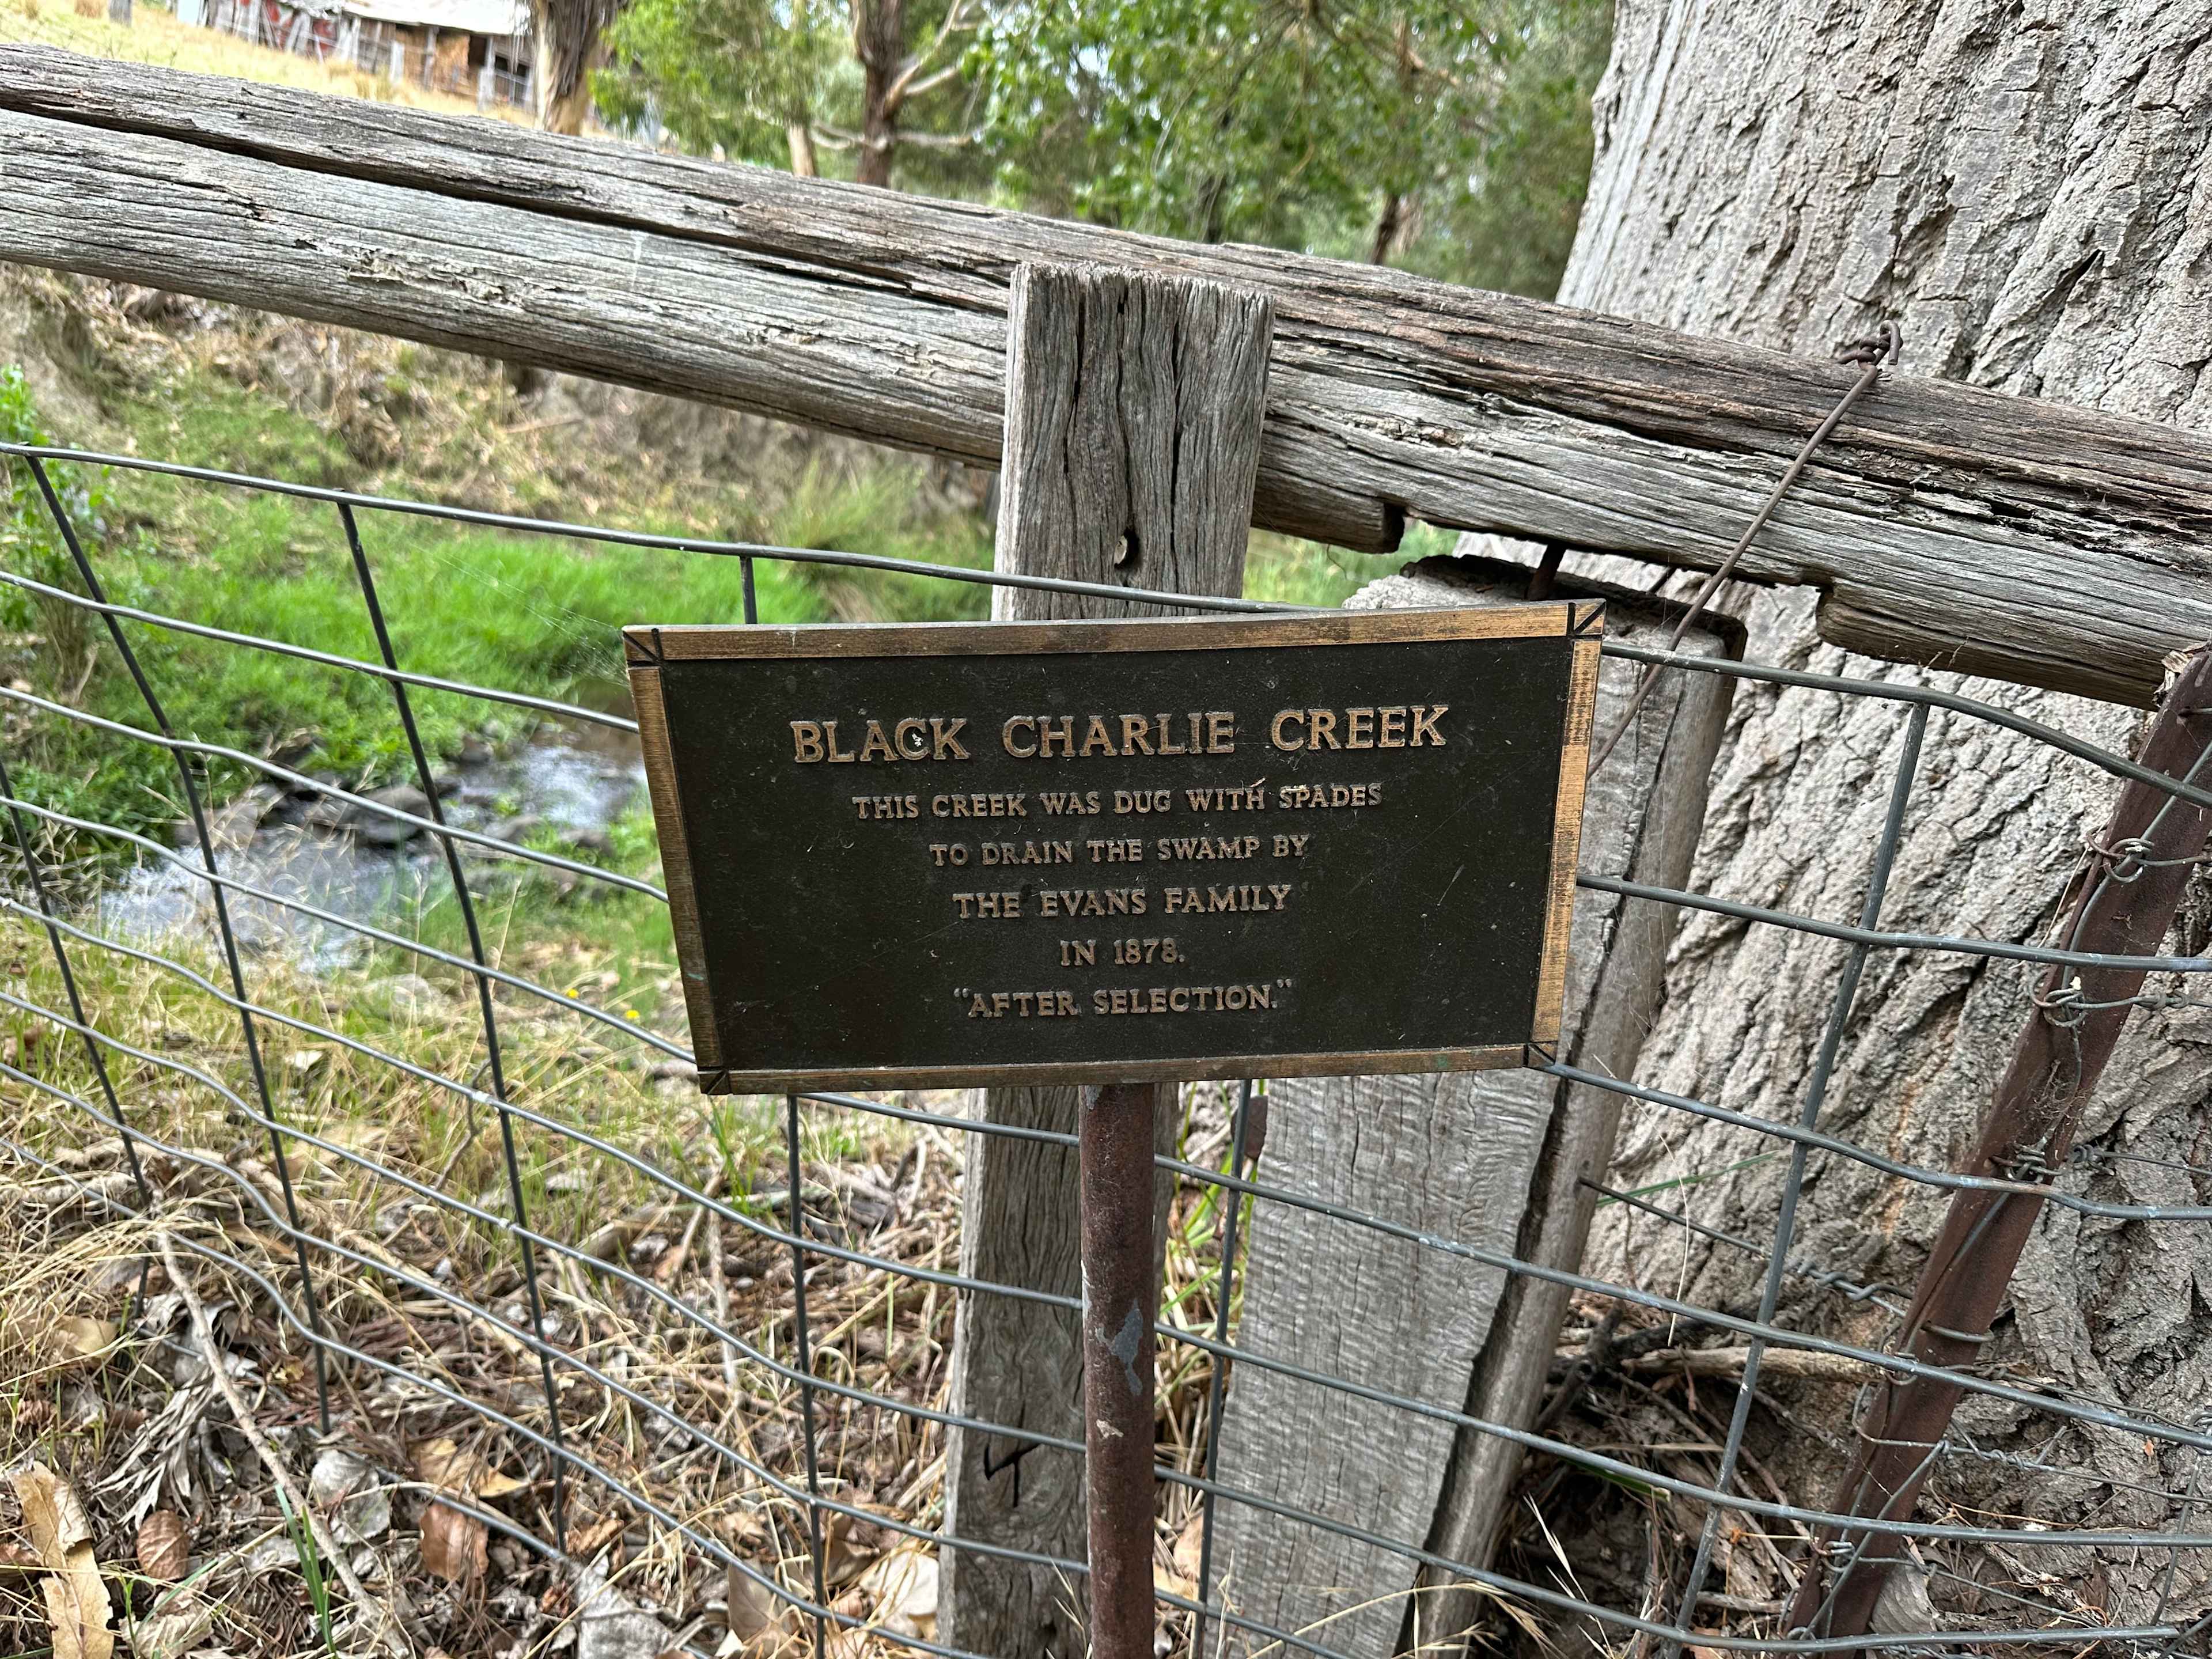 BLACK CHARLIE CREEK
THIS CREEK WAS DUG WITH SPADES
TO DRAIN THE SWAMP BY
THE EVANS FAMILY
IN 1878.
"AFTER SELECTION."